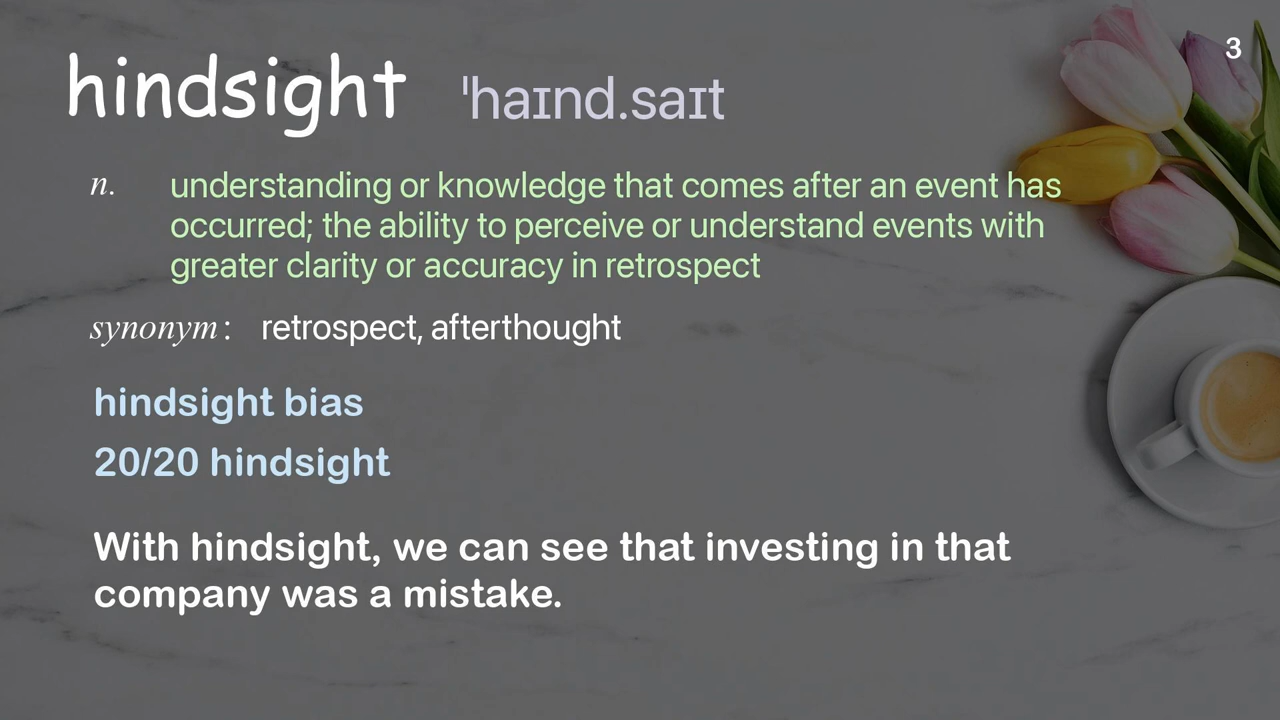 3
hindsight ˈhaɪnd.saɪt
n. understanding or knowledge that comes after an event has
occurred; the ability to perceive or understand events with
greater clarity or accuracy in retrospect
synonym : retrospect, afterthought
hindsight bias
20/20 hindsight
With hindsight, we can see that investing in that
company was a mistake.